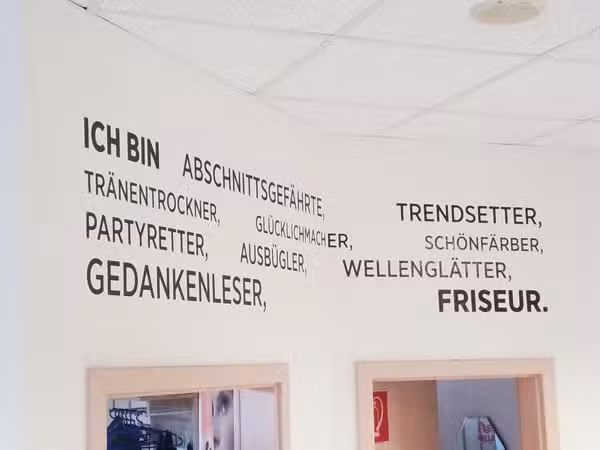 ICH BIN ABSCHNITTSGEFÄHRTE, TRENDSETTER,
TRÄNENTROCKNER, GLÜCKLICHMACHER, SCHÖNFÄRBER,
PARTYRETTER, AUSBÜGLER, WELLENGLÄTTER,
GEDANKENLESER, FRISEUR.